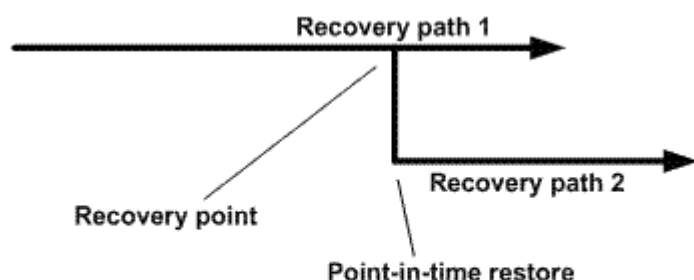 Recovery path 1
Recovery path 2
Recovery point
Point-in-time restore